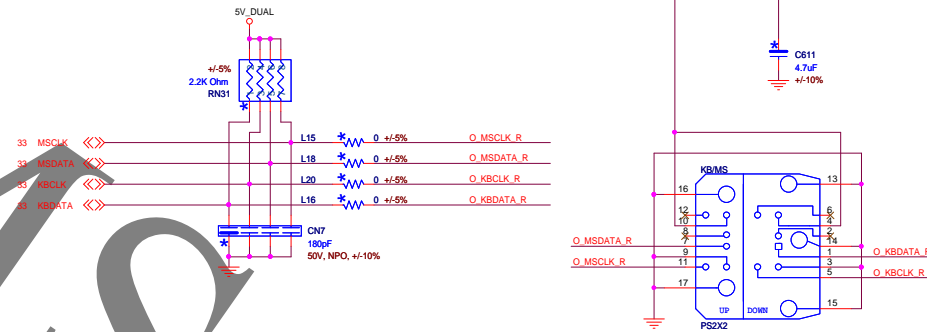 5V_DUAL
+/-5%
2.2K Ohm
RN31
*
33 MSCLK L15 * 0 +/-5% O_MSCLK_R
33 MSDATA L18 * 0 +/-5% O_MSDATA_R
33 KBCLK L20 * 0 +/-5% O_KBCLK_R
33 KBDATA L16 * 0 +/-5% O_KBDATA_R
CN7
*
180pF
50V, NPO, +/-10%
*
C611
4.7uF
+/-10%
KB/MS
16 13
12 6
10 4
8 2
O_MSDATA_R 7 14
9 1 O_KBDATA_R
O_MSCLK_R 11 3
5 O_KBCLK_R
17 15
UP DOWN
PS2X2